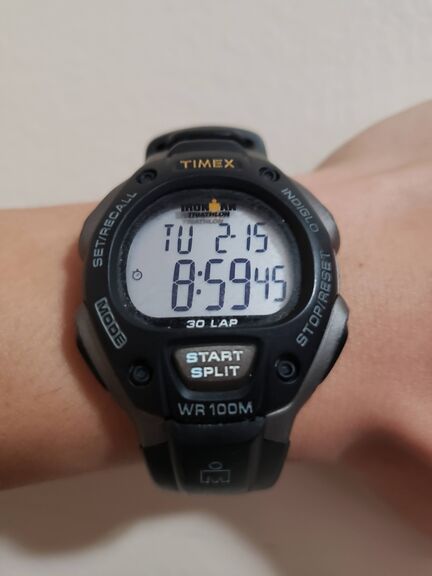 TIMEX
SET/RECALL
INDIGLO
IRONMAN
TRIATHLON
TU 2-15
8:59 45
MODE
STOP/RESET
30 LAP
START
SPLIT
WR 100M